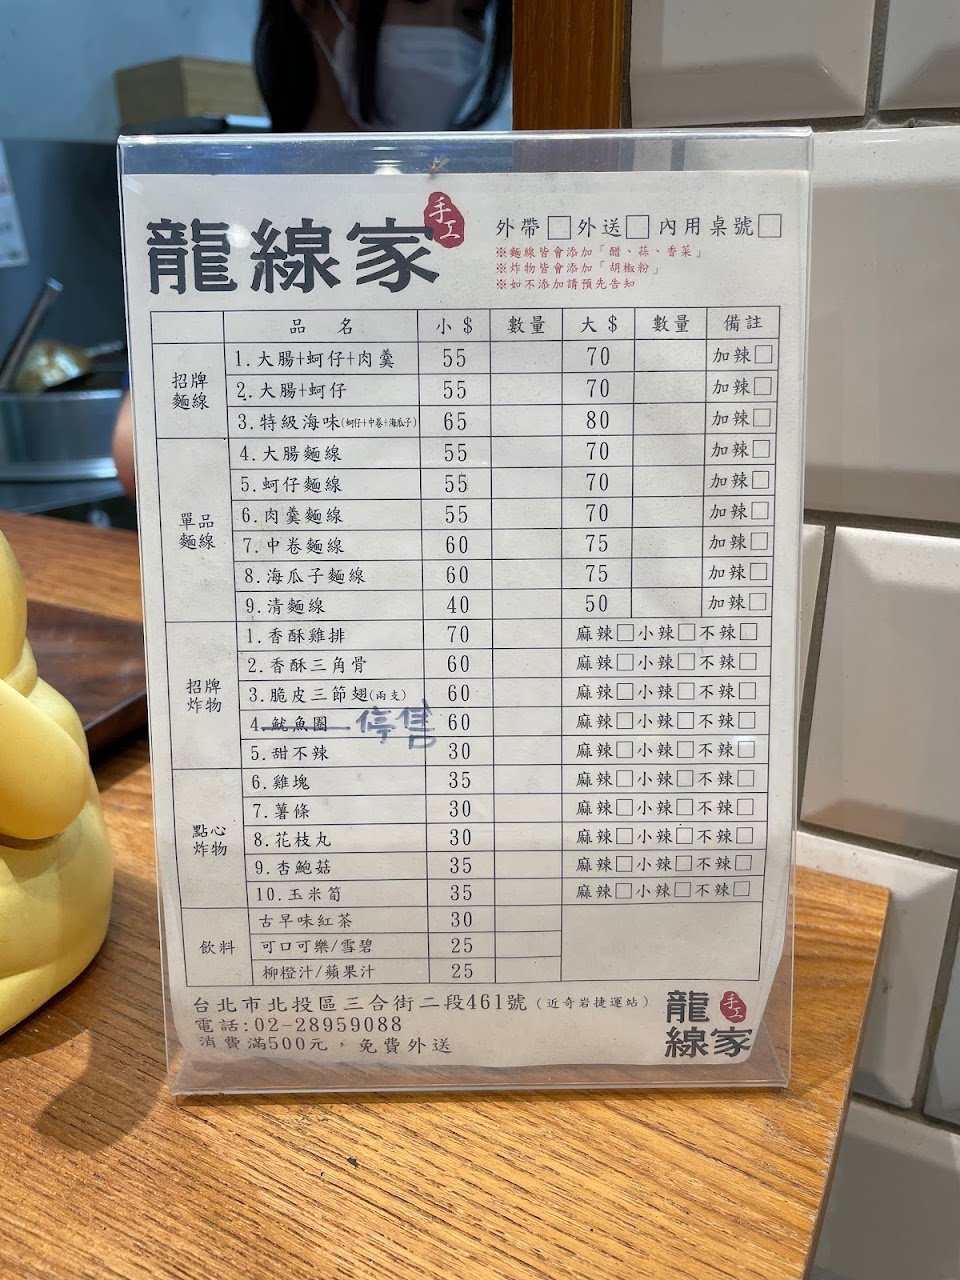 龍線家 手工
外帶□ 外送□ 內用桌號□
※麵線皆會添加「醋、蒜、香菜」
※炸物皆會添加「胡椒粉」
※如不添加請預先告知
品 名 小 $ 數量 大 $ 數量 備註
招牌麵線
1.大腸+蚵仔+肉羹 55 70 加辣□
2.大腸+蚵仔 55 70 加辣□
3.特級海味(蚵仔+中卷+海瓜子) 65 80 加辣□
單品麵線
4.大腸麵線 55 70 加辣□
5.蚵仔麵線 55 70 加辣□
6.肉羹麵線 55 70 加辣□
7.中卷麵線 60 75 加辣□
8.海瓜子麵線 60 75 加辣□
9.清麵線 40 50 加辣□
招牌炸物
1.香酥雞排 70 麻辣□小辣□不辣□
2.香酥三角骨 60 麻辣□小辣□不辣□
3.脆皮三節翅(兩支) 60 麻辣□小辣□不辣□
4.魷魚圈 停售 60 麻辣□小辣□不辣□
5.甜不辣 30 麻辣□小辣□不辣□
點心炸物
6.雞塊 35 麻辣□小辣□不辣□
7.薯條 30 麻辣□小辣□不辣□
8.花枝丸 30 麻辣□小辣□不辣□
9.杏鮑菇 35 麻辣□小辣□不辣□
10.玉米筍 35 麻辣□小辣□不辣□
飲料
古早味紅茶 30
可口可樂/雪碧 25
柳橙汁/蘋果汁 25
台北市北投區三合街二段461號（近奇岩捷運站）
電話:02-28959088
消費滿500元，免費外送
龍 手工
線家